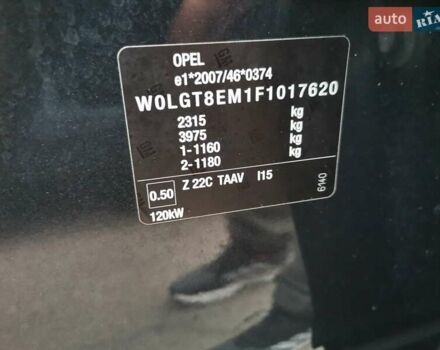 auto RIA
OPEL
e1*2007/46*0374
W0LGT8EM1F1017620
2315 kg
3975 kg
1-1160 kg
2-1180 kg
0.50 Z 22C TAAV I15
120kW
6140